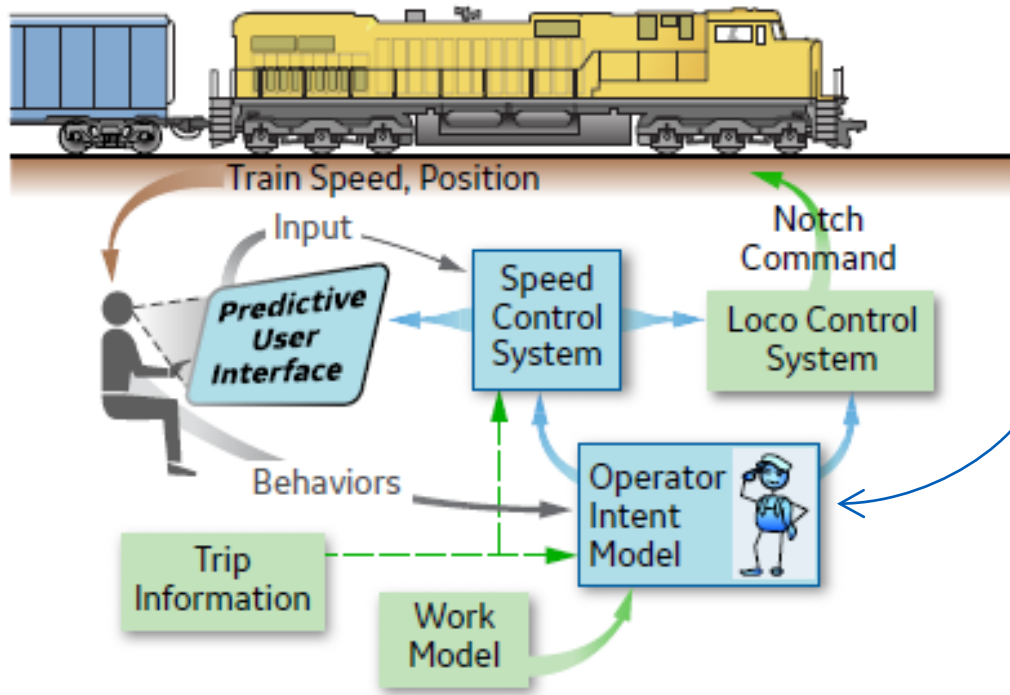 Train Speed, Position
Input
Notch
Command
Predictive
User
Interface
Speed
Control
System
Loco Control
System
Behaviors
Operator
Intent
Model
Trip
Information
Work
Model